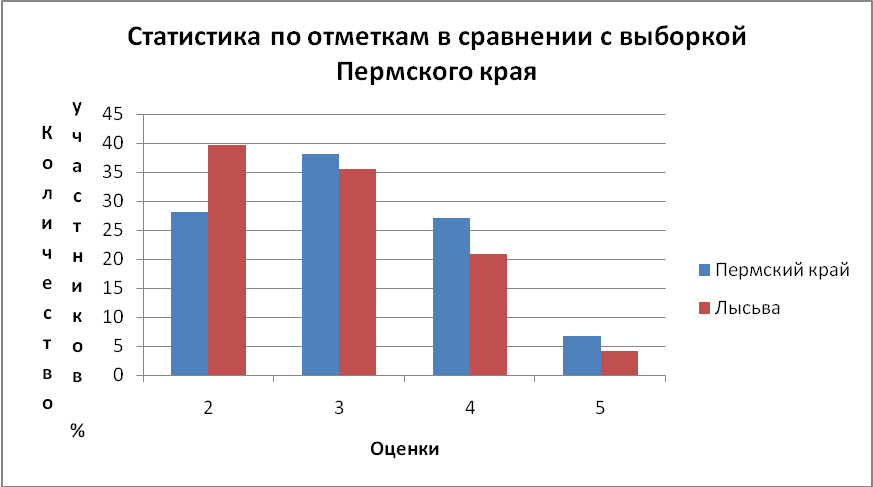 Статистика по отметкам в сравнении с выборкой
Пермского края
Количество
участников %
45
40
35
30
25
20
15
10
5
0
2 3 4 5
Оценки
Пермский край
Лысьва